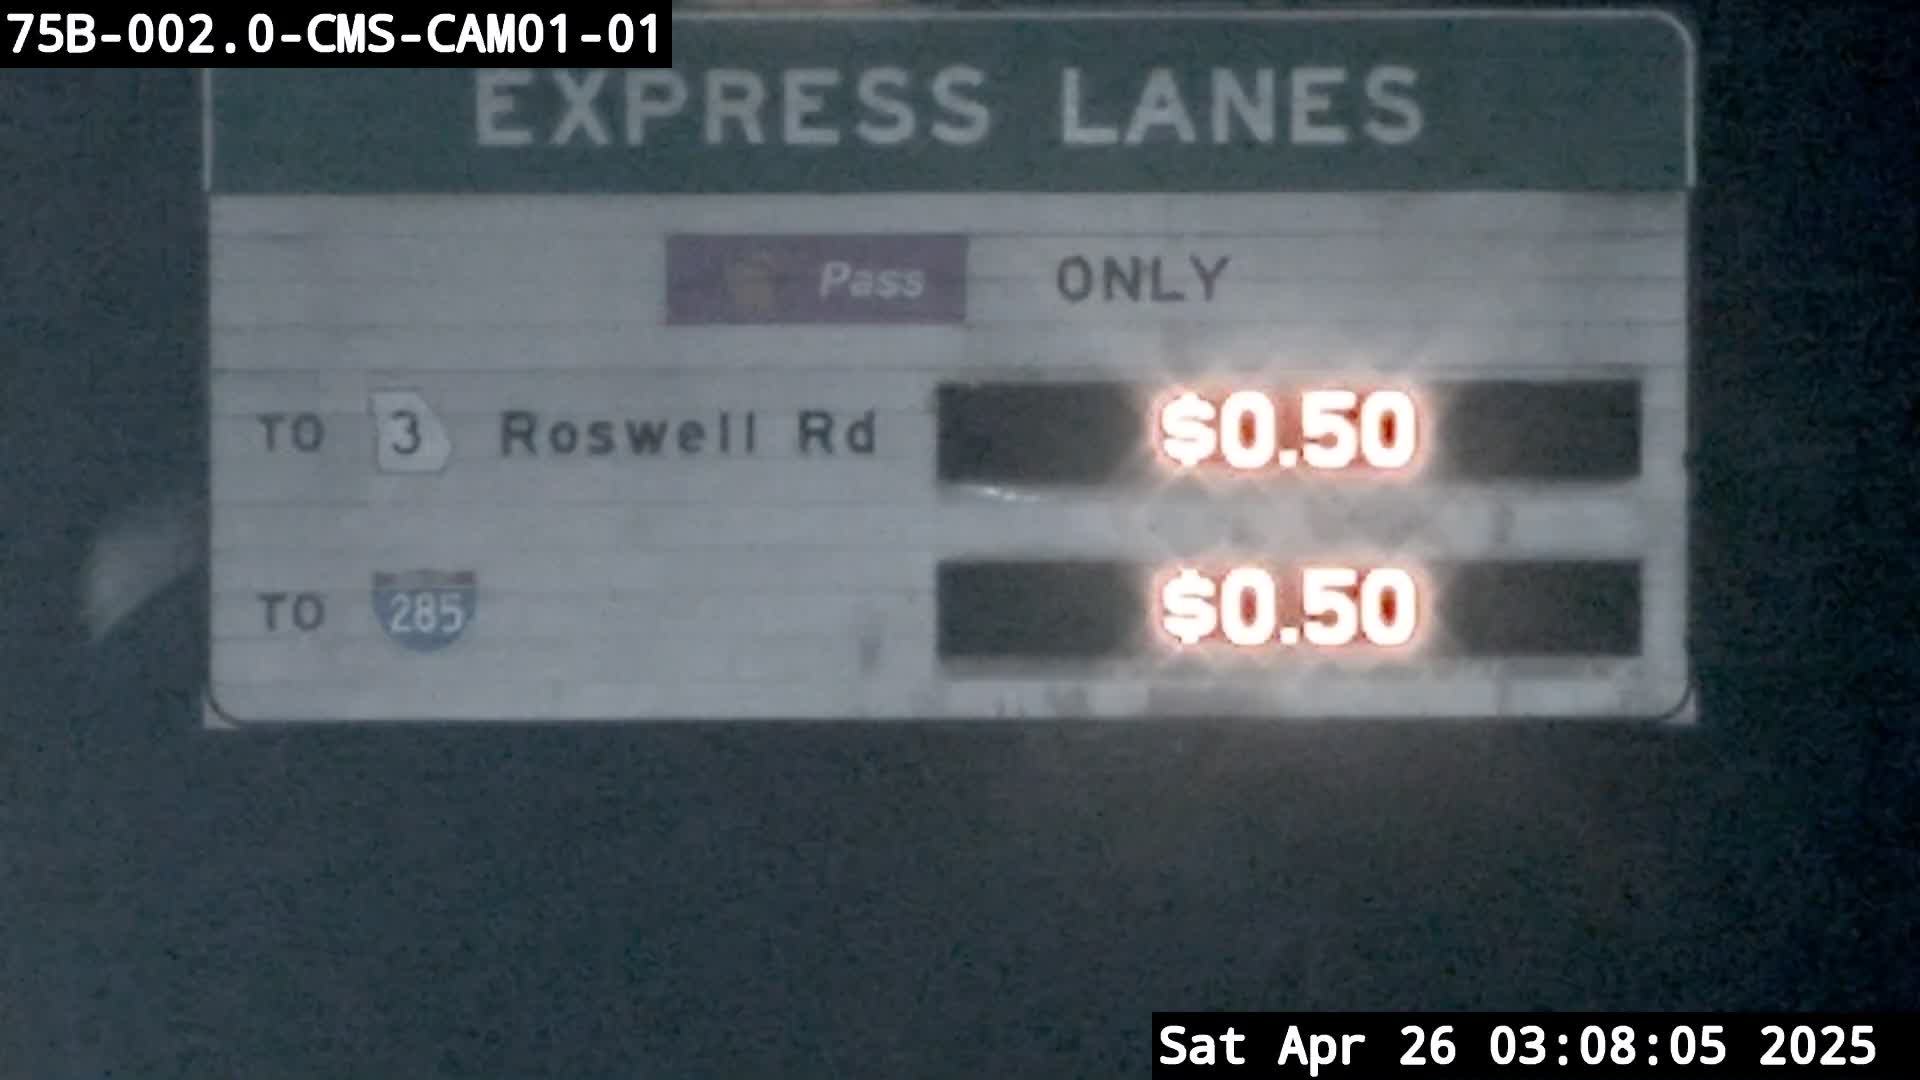 75B-002.0-CMS-CAM01-01
EXPRESS LANES
Pass ONLY
TO 3 Roswell Rd $0.50
TO 285 $0.50
Sat Apr 26 03:08:05 2025